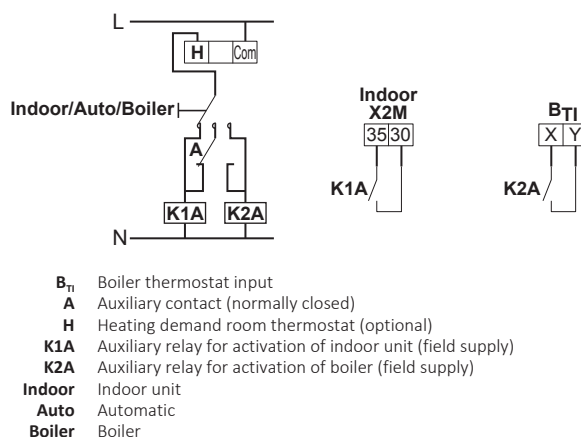 L
H Com
Indoor/Auto/Boiler
A
K1A K2A
N
Indoor
X2M
35 30
K1A
BTI
X Y
K2A
BTI Boiler thermostat input
A Auxiliary contact (normally closed)
H Heating demand room thermostat (optional)
K1A Auxiliary relay for activation of indoor unit (field supply)
K2A Auxiliary relay for activation of boiler (field supply)
Indoor Indoor unit
Auto Automatic
Boiler Boiler